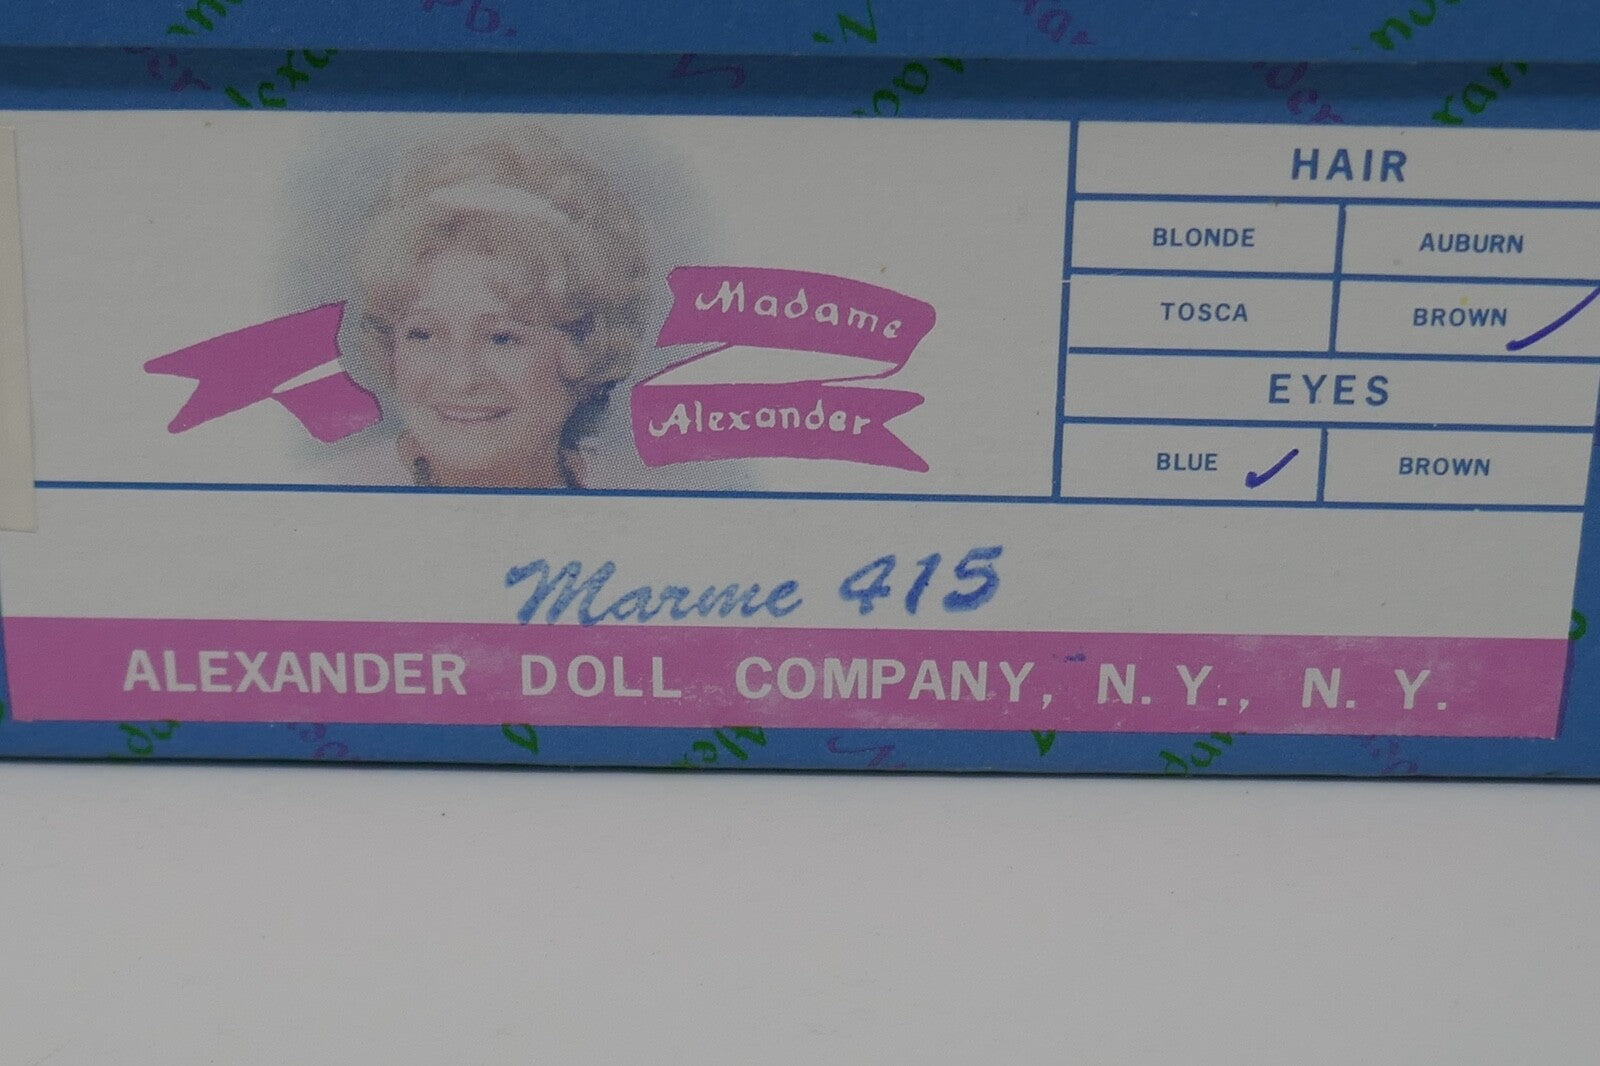 Madame
Alexander
HAIR
BLONDE AUBURN
TOSCA BROWN
EYES
BLUE BROWN
Marme 415
ALEXANDER DOLL COMPANY, N. Y., N. Y.